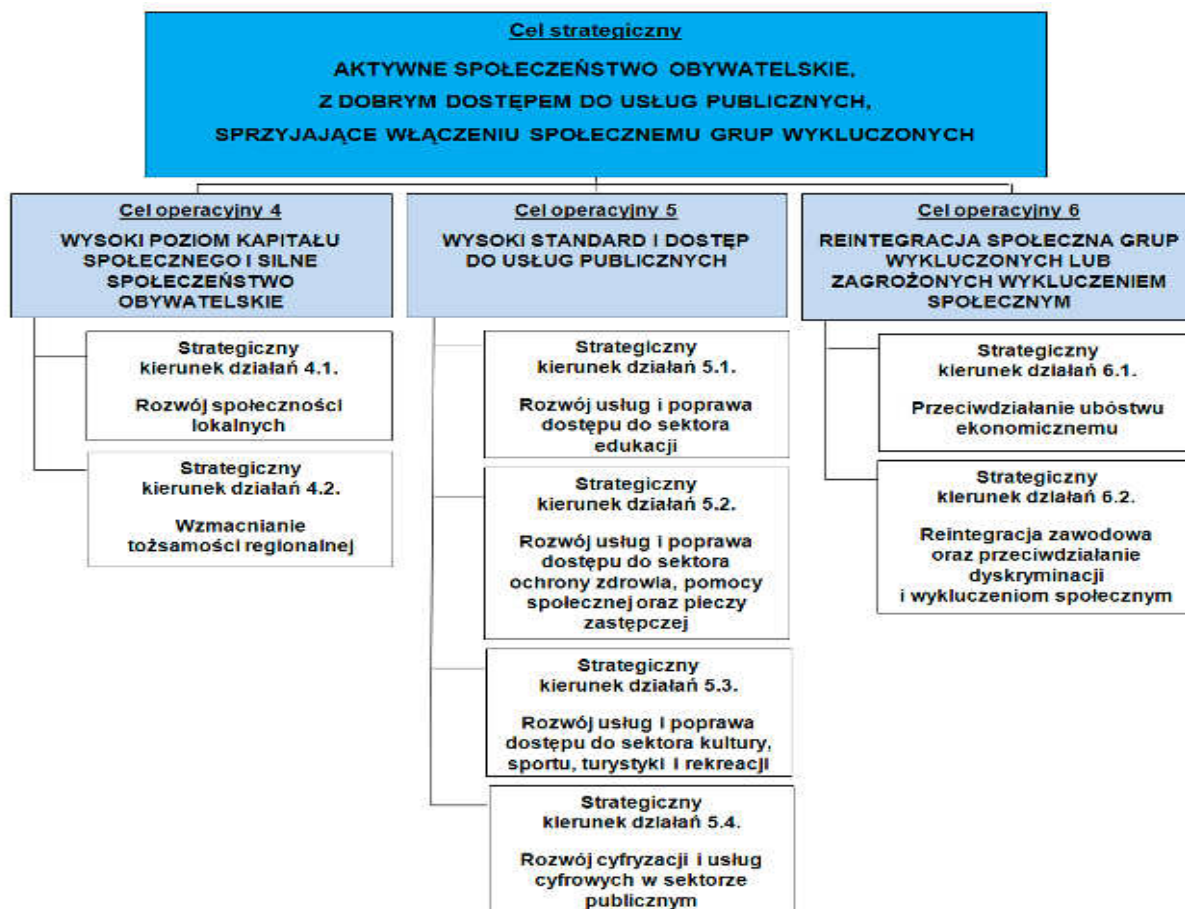 Cel strategiczny
AKTYWNE SPOŁECZEŃSTWO OBYWATELSKIE,
Z DOBRYM DOSTĘPEM DO USŁUG PUBLICZNYCH,
SPRZYJAJĄCE WŁĄCZENIU SPOŁECZNEMU GRUP WYKLUCZONYCH
Cel operacyjny 4
WYSOKI POZIOM KAPITAŁU
SPOŁECZNEGO I SILNE
SPOŁECZEŃSTWO
OBYWATELSKIE
Strategiczny
kierunek działań 4.1.
Rozwój społeczności
lokalnych
Strategiczny
kierunek działań 4.2.
Wzmacnianie
tożsamości regionalnej
Cel operacyjny 5
WYSOKI STANDARD I DOSTĘP
DO USŁUG PUBLICZNYCH
Strategiczny
kierunek działań 5.1.
Rozwój usług i poprawa
dostępu do sektora
edukacji
Strategiczny
kierunek działań 5.2.
Rozwój usług i poprawa
dostępu do sektora
ochrony zdrowia, pomocy
społecznej oraz pieczy
zastępczej
Strategiczny
kierunek działań 5.3.
Rozwój usług i poprawa
dostępu do sektora kultury,
sportu, turystyki i rekreacji
Strategiczny
kierunek działań 5.4.
Rozwój cyfryzacji i usług
cyfrowych w sektorze
publicznym
Cel operacyjny 6
REINTEGRACJA SPOŁECZNA GRUP
WYKLUCZONYCH LUB
ZAGROŻONYCH WYKLUCZENIEM
SPOŁECZNYM
Strategiczny
kierunek działań 6.1.
Przeciwdziałanie ubóstwu
ekonomicznemu
Strategiczny
kierunek działań 6.2.
Reintegracja zawodowa
oraz przeciwdziałanie
dyskryminacji
i wykluczeniom społecznym